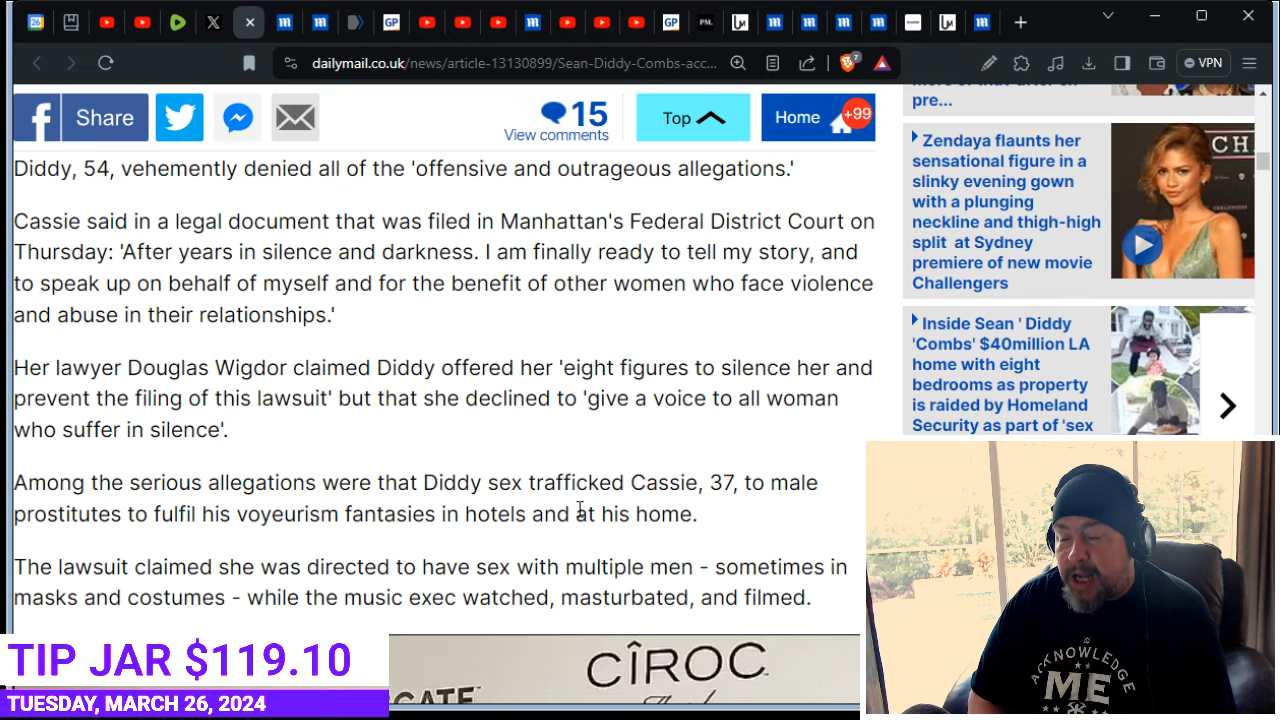 dailymail.co.uk/news/article-13130899/Sean-Diddy-Combs-acc...
7
VPN
GP
GP
PM.
Share
15
View comments
Top
Home
+99
Diddy, 54, vehemently denied all of the 'offensive and outrageous allegations.'
Cassie said in a legal document that was filed in Manhattan's Federal District Court on
Thursday: 'After years in silence and darkness. I am finally ready to tell my story, and
to speak up on behalf of myself and for the benefit of other women who face violence
and abuse in their relationships.'
Her lawyer Douglas Wigdor claimed Diddy offered her 'eight figures to silence her and
prevent the filing of this lawsuit' but that she declined to 'give a voice to all woman
who suffer in silence'.
Among the serious allegations were that Diddy sex trafficked Cassie, 37, to male
prostitutes to fulfil his voyeurism fantasies in hotels and at his home.
The lawsuit claimed she was directed to have sex with multiple men - sometimes in
masks and costumes - while the music exec watched, masturbated, and filmed.
pre...
Zendaya flaunts her
sensational figure in a
slinky evening gown
with a plunging
neckline and thigh-high
split at Sydney
premiere of new movie
Challengers
Inside Sean ' Diddy
'Combs' $40million LA
home with eight
bedrooms as property
is raided by Homeland
Security as part of 'sex
CÎROC
ACKNOWLEDGE
ME
TIP JAR $119.10
TUESDAY, MARCH 26, 2024